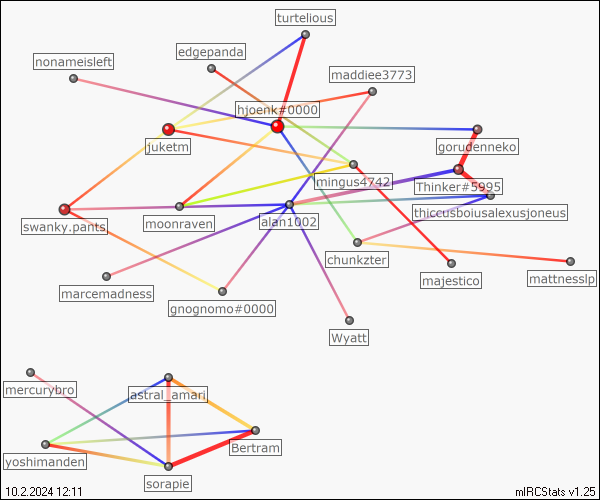 turtelious
edgepanda
nonameisleft
maddiee3773
hjoenk#0000
juketm
gorudenneko
mingus4742
Thinker#5995
thiccusboiusalexusjoneus
swanky.pants
moonraven
alan1002
chunkzter
majestico
mattnesslp
marcemadness
gnognomo#0000
Wyatt
mercurybro
astral_amari
Bertram
yoshimanden
sorapie
10.2.2024 12:11
mIRCStats v1.25